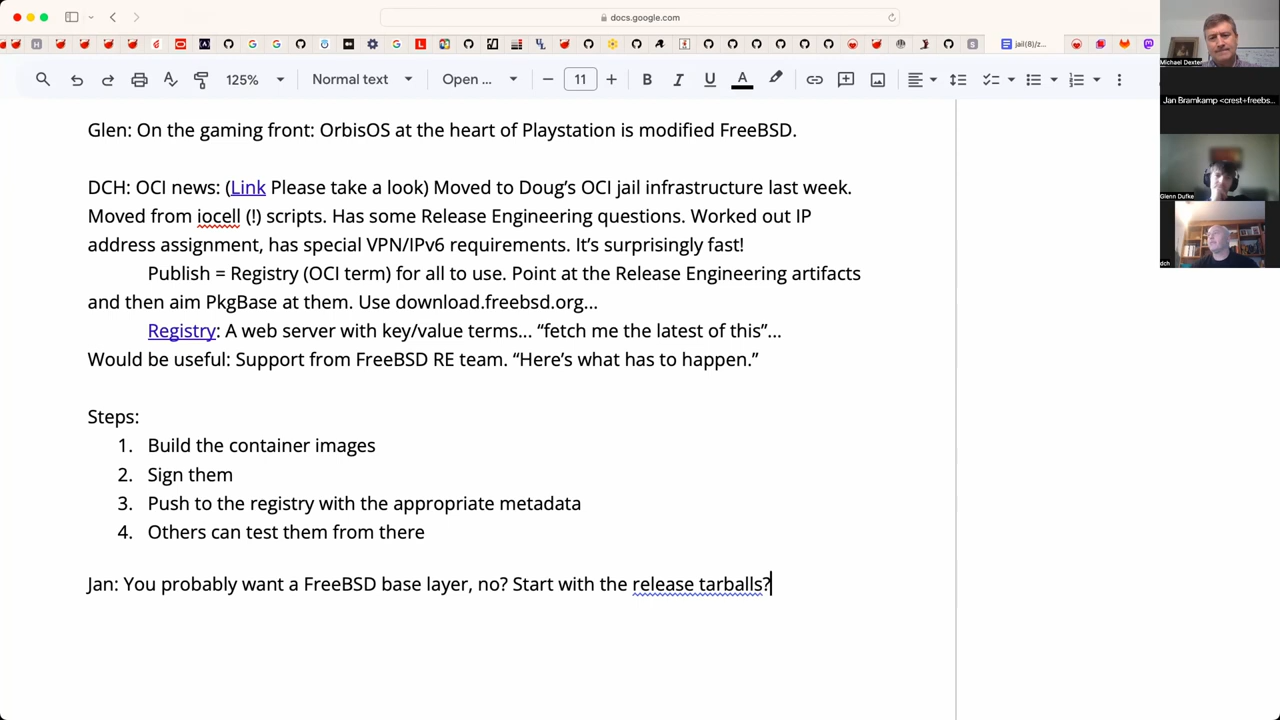 docs.google.com
jail(8)/z...
125%
Normal text
Open ...
11
Glen: On the gaming front: OrbisOS at the heart of Playstation is modified FreeBSD.
DCH: OCI news: (Link Please take a look) Moved to Doug’s OCI jail infrastructure last week.
Moved from iocell (!) scripts. Has some Release Engineering questions. Worked out IP
address assignment, has special VPN/IPv6 requirements. It’s surprisingly fast!
Publish = Registry (OCI term) for all to use. Point at the Release Engineering artifacts
and then aim PkgBase at them. Use download.freebsd.org...
Registry: A web server with key/value terms... “fetch me the latest of this”...
Would be useful: Support from FreeBSD RE team. “Here’s what has to happen.”
Steps:
1. Build the container images
2. Sign them
3. Push to the registry with the appropriate metadata
4. Others can test them from there
Jan: You probably want a FreeBSD base layer, no? Start with the release tarballs?
Michael Dexter
Jan Bramkamp <crest+freebs...
Glenn Dufke
dch